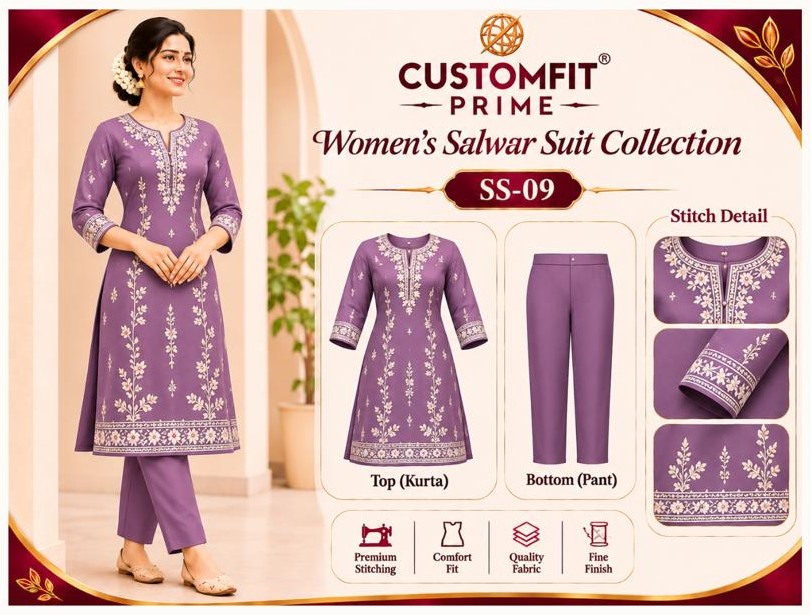 CUSTOMFIT®
PRIME
Women's Salwar Suit Collection
SS-09
Stitch Detail
Top (Kurta)
Bottom (Pant)
Premium
Stitching
Comfort
Fit
Quality
Fabric
Fine
Finish